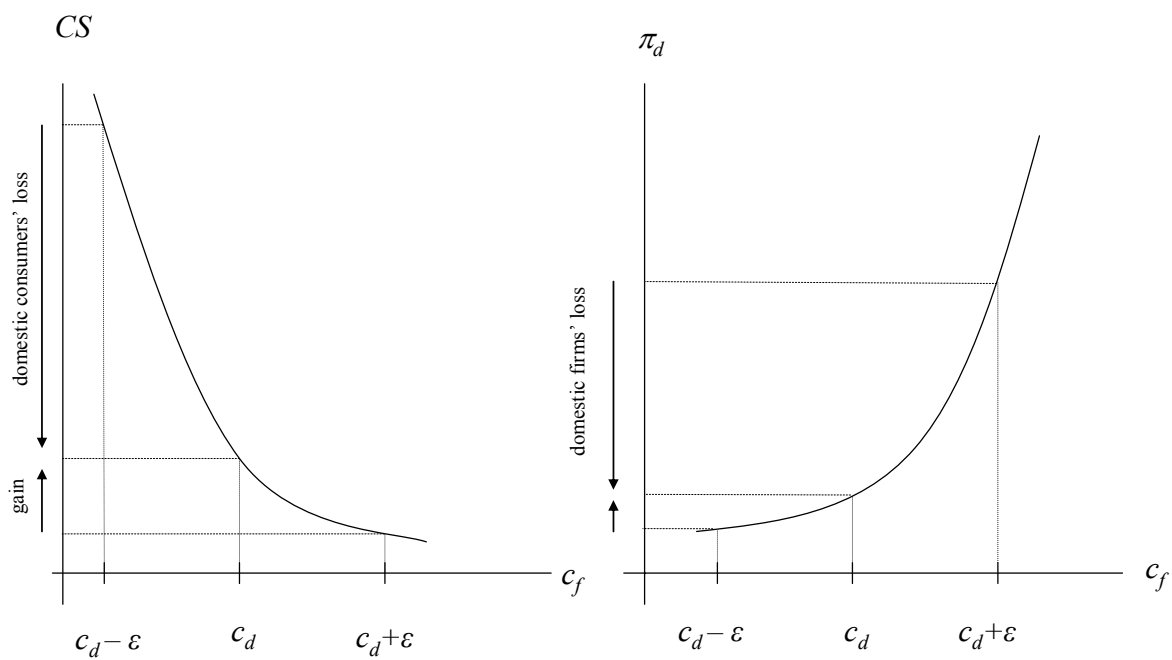 CS
domestic consumers' loss
gain
c_f
c_d − ε
c_d
c_d+ε
π_d
domestic firms' loss
c_f
c_d − ε
c_d
c_d+ε